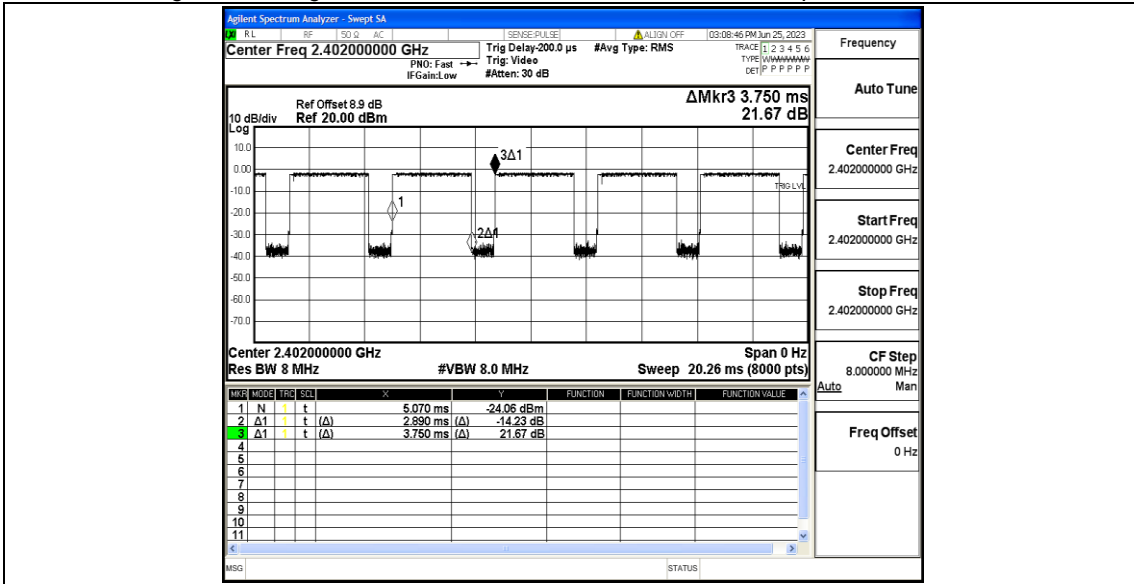 Agilent Spectrum Analyzer - Swept SA
RL RF 50 Ω AC SENSE:PULSE ALIGN OFF 03:08:46 PM Jun 25, 2023
Center Freq 2.402000000 GHz
Trig Delay-200.0 µs #Avg Type: RMS
TRACE 1 2 3 4 5 6
PNO: Fast Trig: Video
TYPE
IFGain:Low #Atten: 30 dB
DET P P P P P P
ΔMkr3 3.750 ms
21.67 dB
Ref Offset 8.9 dB
10 dB/div Ref 20.00 dBm
Log
10.0
0.00
-10.0
-20.0
-30.0
-40.0
-50.0
-60.0
-70.0
3Δ1
TRIG LVL
1
2Δ1
Center 2.402000000 GHz Span 0 Hz
Res BW 8 MHz #VBW 8.0 MHz Sweep 20.26 ms (8000 pts)
MKR MODE TRC SCL X Y FUNCTION FUNCTION WIDTH FUNCTION VALUE
1 N 1 t 5.070 ms -24.06 dBm
2 Δ1 1 t (Δ) 2.890 ms (Δ) -14.23 dB
3 Δ1 1 t (Δ) 3.750 ms (Δ) 21.67 dB
4
5
6
7
8
9
10
11
MSG STATUS
Frequency
Auto Tune
Center Freq
2.402000000 GHz
Start Freq
2.402000000 GHz
Stop Freq
2.402000000 GHz
CF Step
8.000000 MHz
Auto Man
Freq Offset
0 Hz